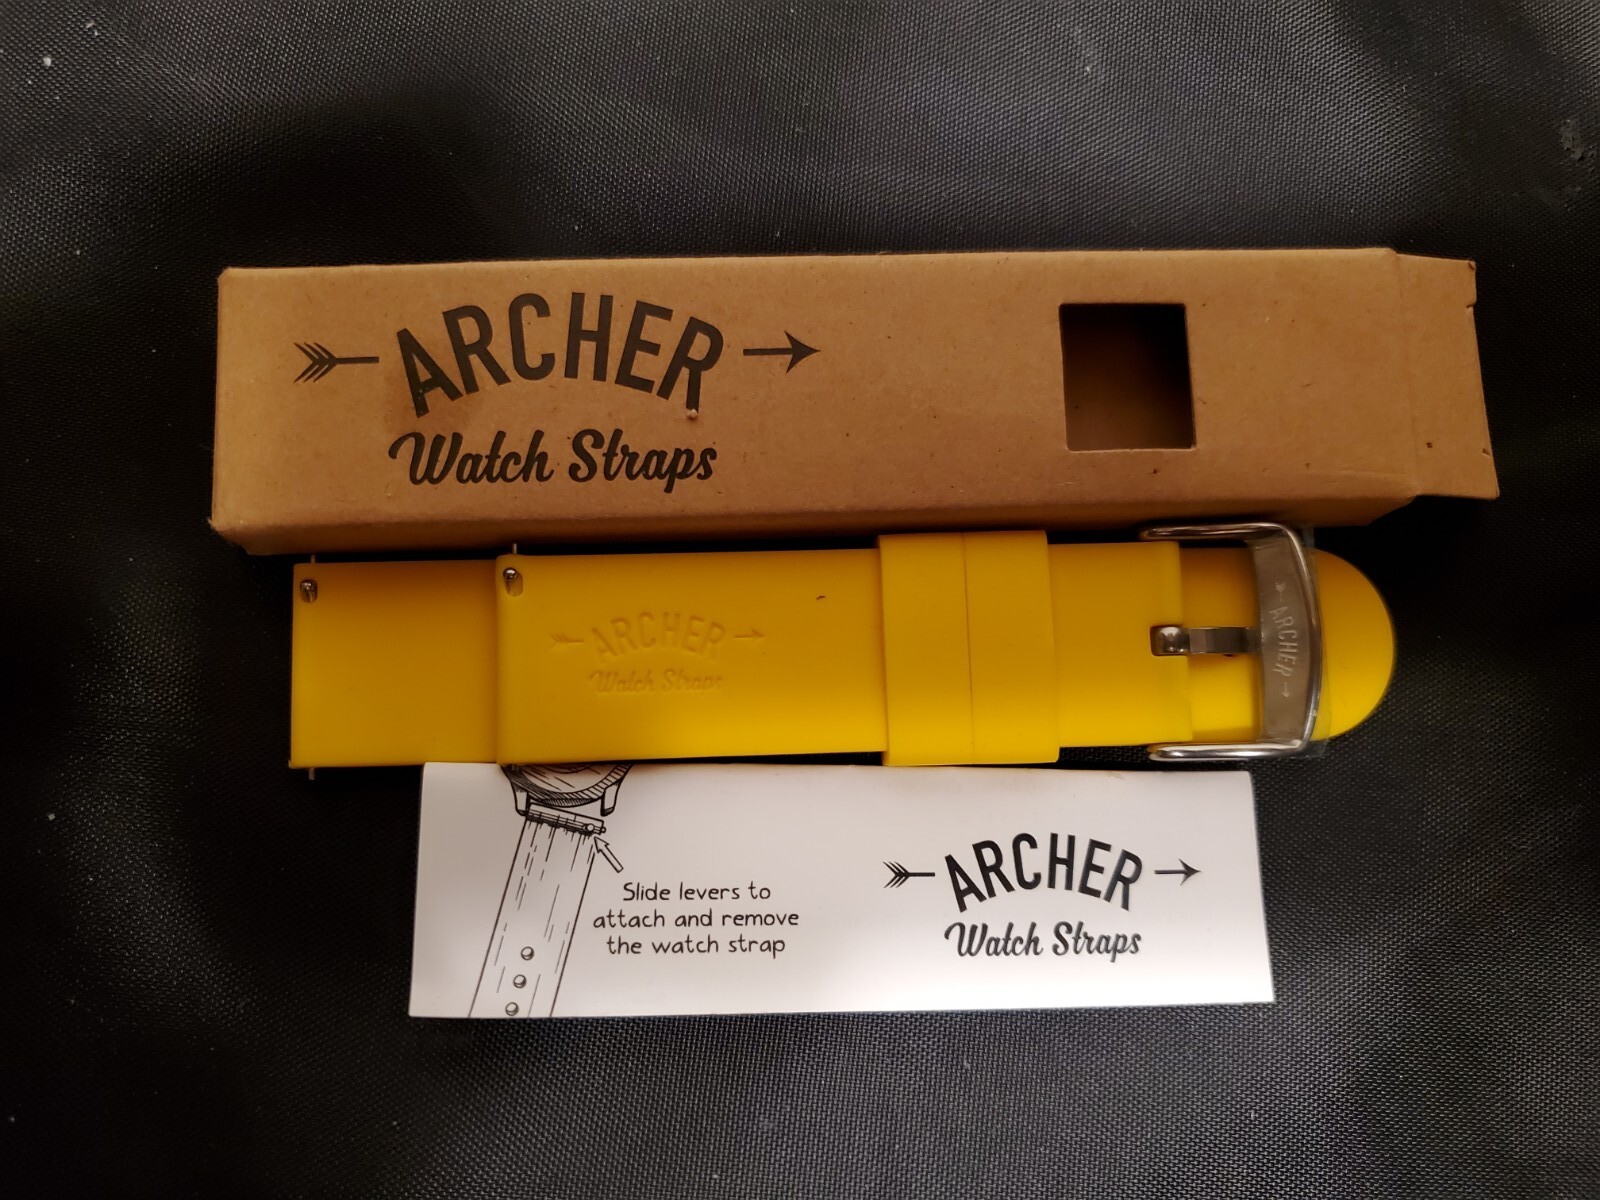 ARCHER
Watch Straps
ARCHER
Watch Straps
ARCHER
Slide levers to
attach and remove
the watch strap
ARCHER
Watch Straps